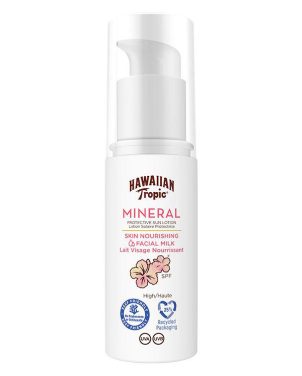 HAWAIIAN
Tropic
MINERAL
PROTECTIVE SUN LOTION
Lotion Solaire Protectrice
SKIN NOURISHING
FACIAL MILK
Lait Visage Nourrissant
SPF
High/Haute
25%
Recycled
Packaging
UVA
UVB